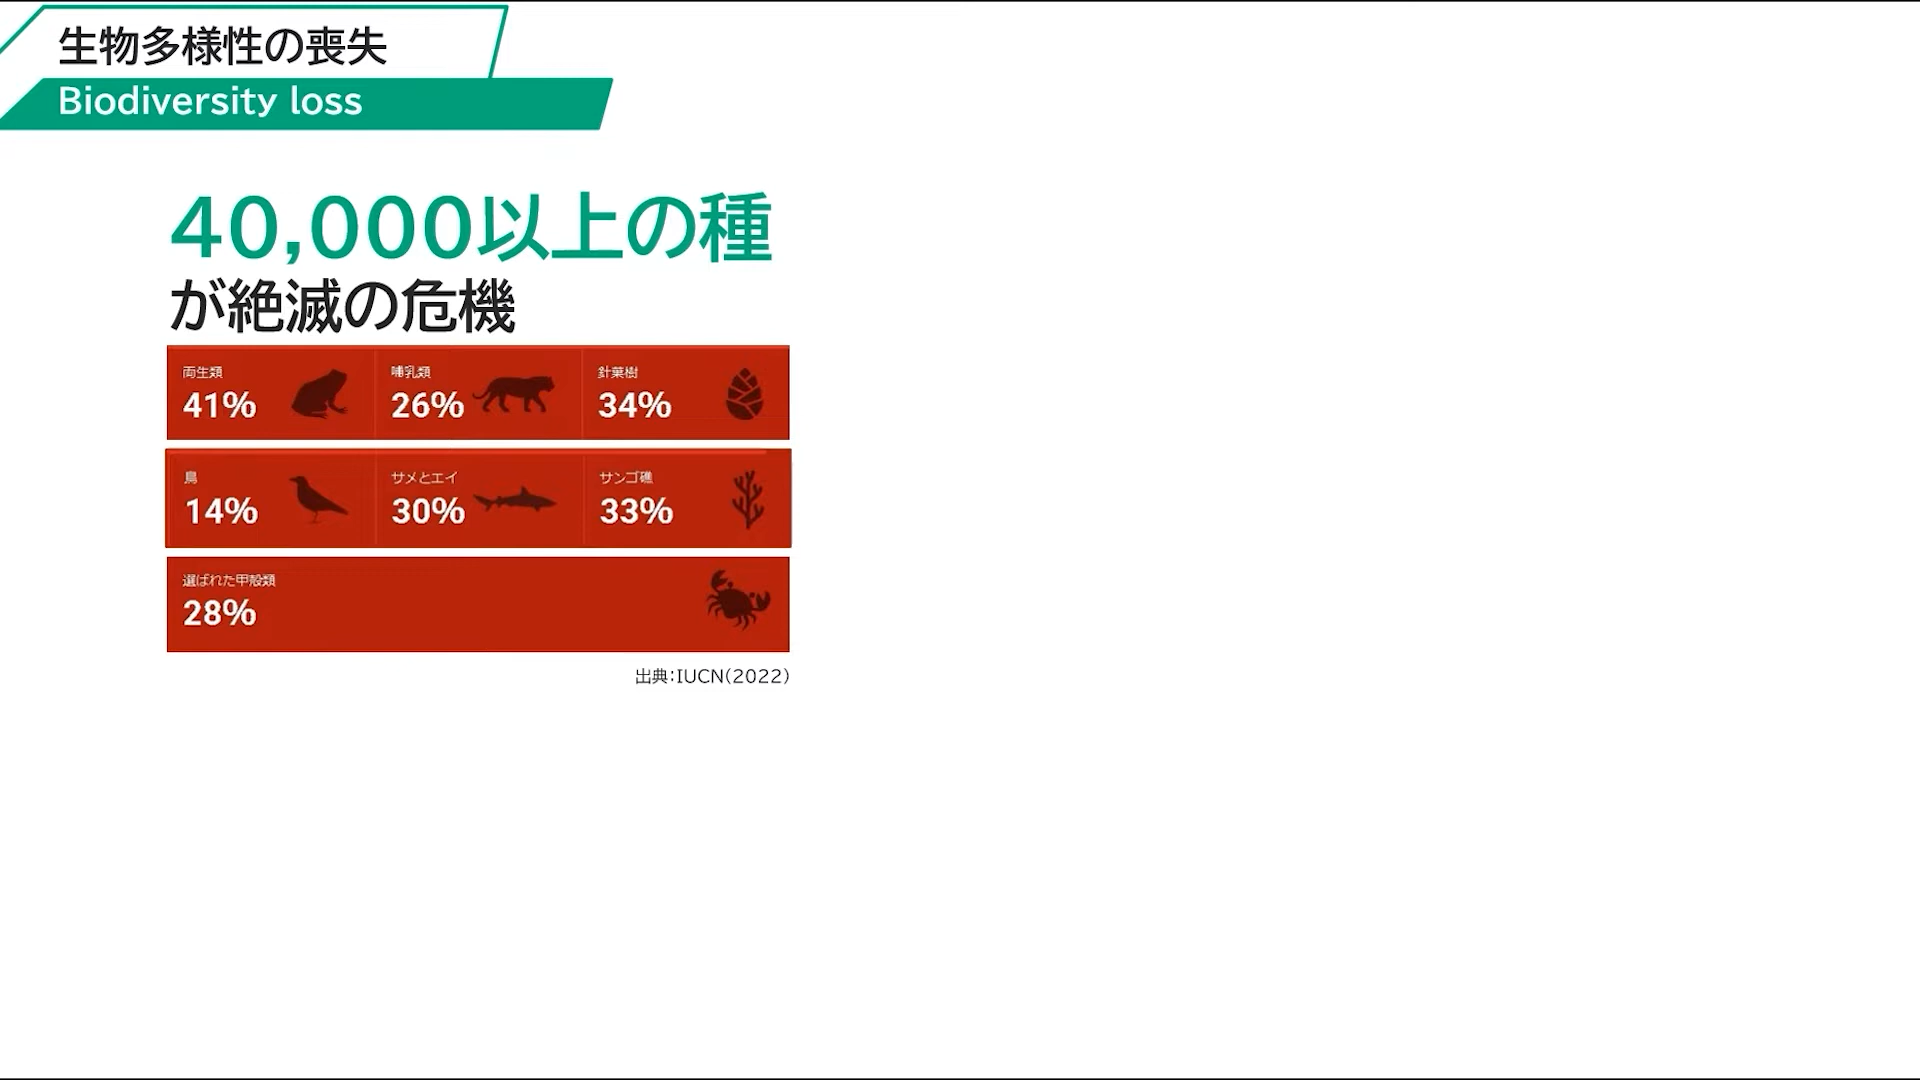 生物多様性の喪失
Biodiversity loss
40,000以上の種
が絶滅の危機
両生類
41%
哺乳類
26%
針葉樹
34%
鳥
14%
サメとエイ
30%
サンゴ礁
33%
選ばれた甲殻類
28%
出典:IUCN(2022)